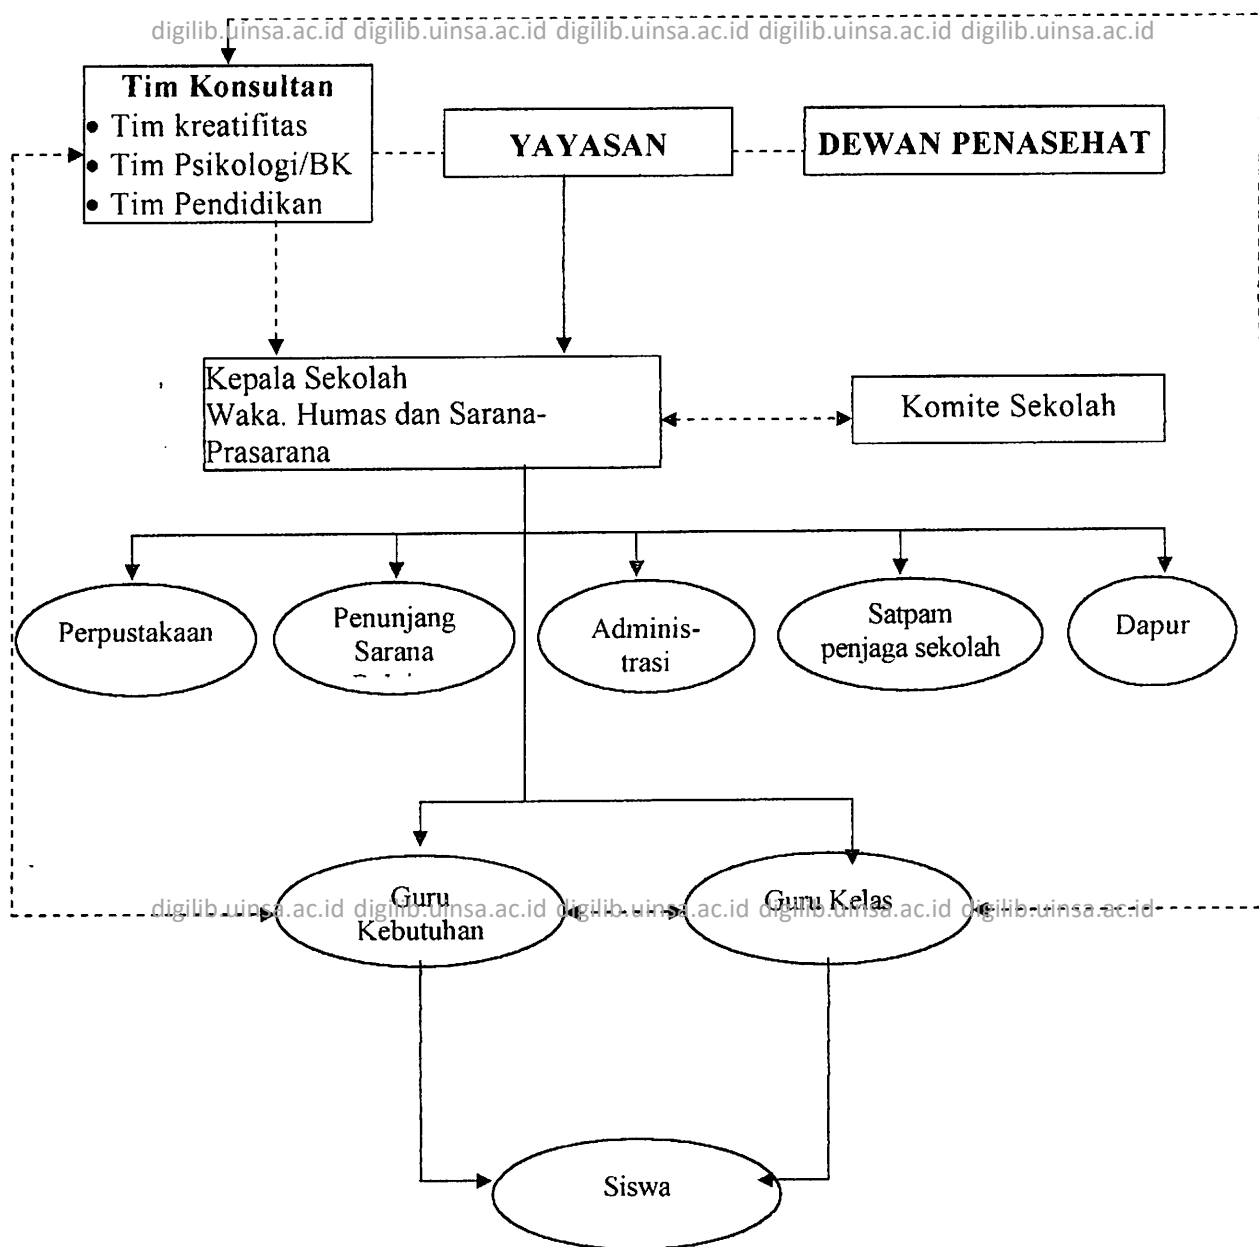 digilib.uinsa.ac.id digilib.uinsa.ac.id digilib.uinsa.ac.id digilib.uinsa.ac.id digilib.uinsa.ac.id
Tim Konsultan
• Tim kreatifitas
• Tim Psikologi/BK
• Tim Pendidikan
YAYASAN
DEWAN PENASEHAT
Kepala Sekolah
Waka. Humas dan Sarana-
Prasarana
Komite Sekolah
Perpustakaan
Penunjang
Sarana
Adminis-
trasi
Satpam
penjaga sekolah
Dapur
digilib.uinsa.ac.id digilib.uinsa.ac.id digilib.uinsa.ac.id digilib.uinsa.ac.id digilib.uinsa.ac.id
Guru
Kebutuhan
Guru Kelas
Siswa